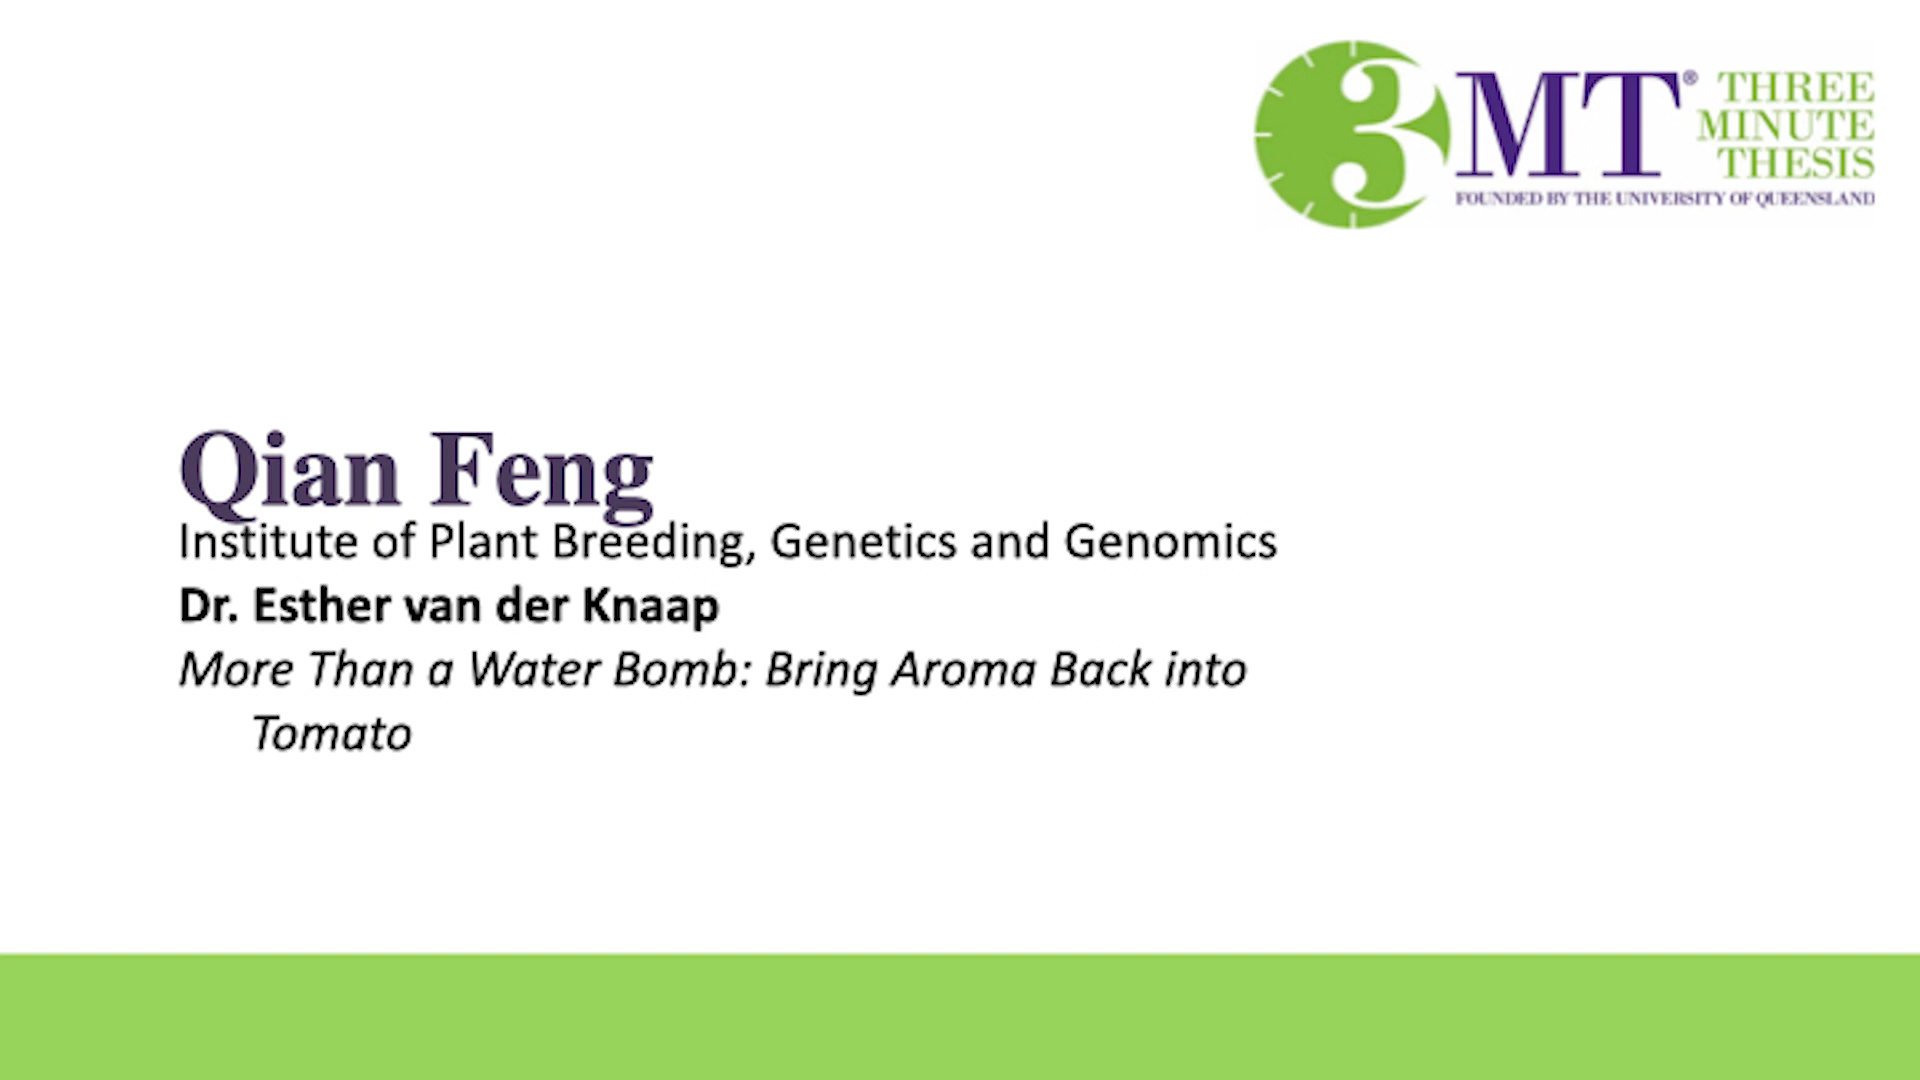 3MT® THREE
MINUTE
THESIS
FOUNDED BY THE UNIVERSITY OF QUEENSLAND
Qian Feng
Institute of Plant Breeding, Genetics and Genomics
Dr. Esther van der Knaap
More Than a Water Bomb: Bring Aroma Back into
Tomato